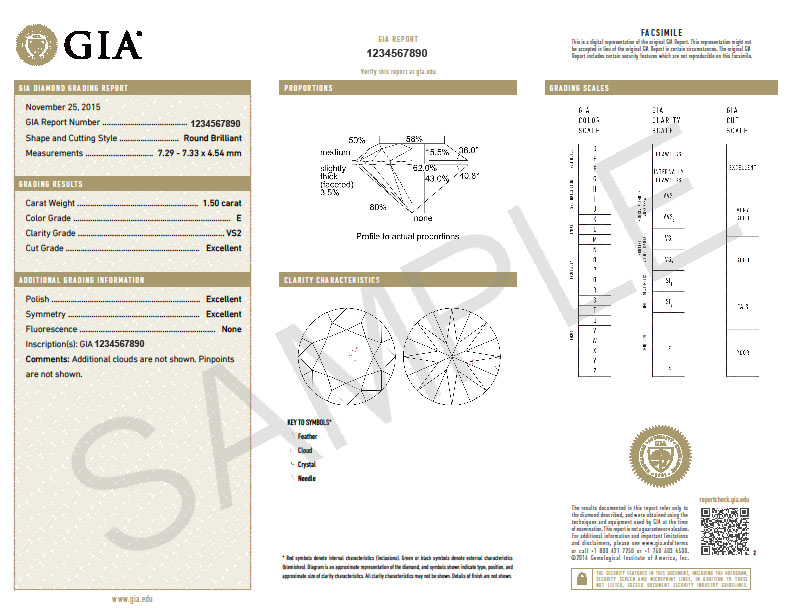 GIA
GIA REPORT
1234567890
Verify this report at gia.edu
FACSIMILE
This is a digital representation of the original GIA Report. This representation might not
be accepted in lieu of the original GIA Report in certain circumstances. The original GIA
Report includes certain security features which are not reproducible on this facsimile.
GIA DIAMOND GRADING REPORT
November 25, 2015
GIA Report Number 1234567890
Shape and Cutting Style Round Brilliant
Measurements 7.29 - 7.33 x 4.54 mm
GRADING RESULTS
Carat Weight 1.50 carat
Color Grade E
Clarity Grade VS2
Cut Grade Excellent
ADDITIONAL GRADING INFORMATION
Polish Excellent
Symmetry Excellent
Fluorescence None
Inscription(s): GIA 1234567890
Comments: Additional clouds are not shown. Pinpoints
are not shown.
www.gia.edu
PROPORTIONS
50%
58%
medium
15.5%
36.0°
slightly
thick
(faceted)
3.5%
62.0%
43.0%
40.8°
80%
none
Profile to actual proportions
CLARITY CHARACTERISTICS
KEY TO SYMBOLS*
Feather
Cloud
Crystal
Needle
* Red symbols denote internal characteristics (inclusions). Green or black symbols denote external characteristics
(blemishes). Diagram is an approximate representation of the diamond, and symbols shown indicate type, position, and
approximate size of clarity characteristics. All clarity characteristics may not be shown. Details of finish are not shown.
GRADING SCALES
GIA
COLOR
SCALE
GIA
CLARITY
SCALE
FLAWLESS
INTERNALLY
FLAWLESS
GIA
CUT
SCALE
EXCELLENT
VERY
GOOD
GOOD
FAIR
POOR
reportcheck.gia.edu
The results documented in this report refer only to
the diamond described, and were obtained using the
techniques and equipment used by GIA at the time
of examination. This report is not a guarantee or valuation.
For additional information and important limitations
and disclaimers, please see www.gia.edu/terms
or call +1 800 421 7250 or +1 760 603 4500.
©2014 Gemological Institute of America, Inc.
THE SECURITY FEATURES IN THIS DOCUMENT, INCLUDING THE HOLOGRAM,
SECURITY SCREEN AND MICROPRINT LINES, IN ADDITION TO THOSE
NOT LISTED, EXCEED DOCUMENT SECURITY INDUSTRY GUIDELINES.
SAMPLE